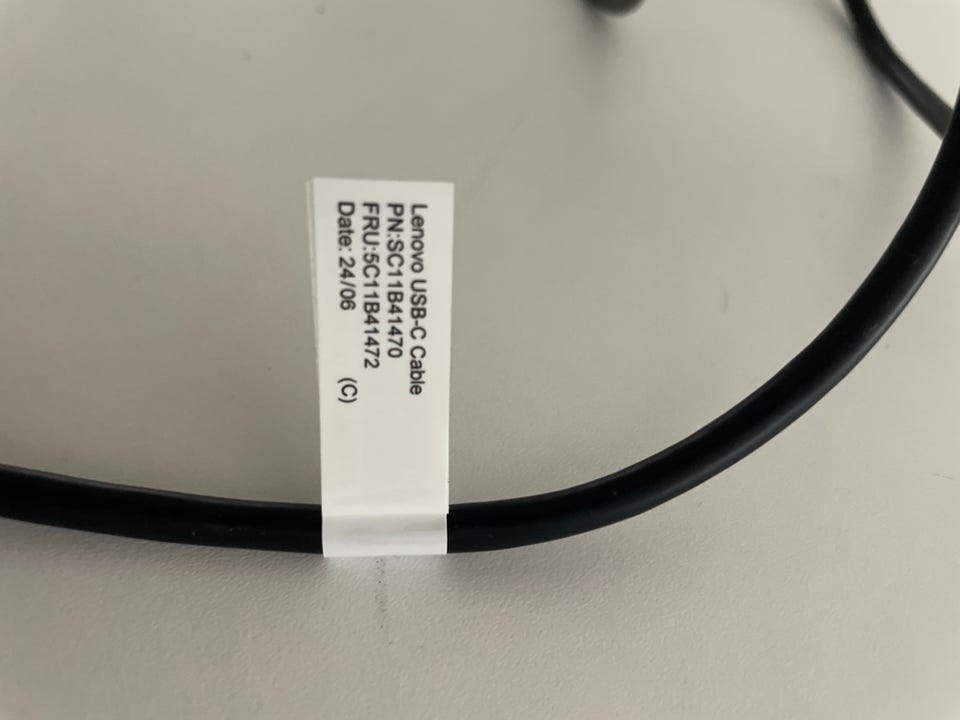 Lenovo USB-C Cable
PN:SC11B41470
FRU:5C11B41472
Date: 24/06 (C)